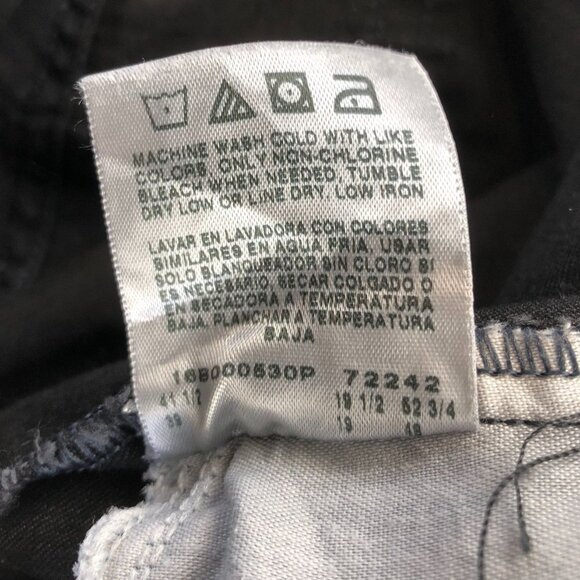 MACHINE WASH COLD WITH LIKE
COLORS, ONLY NON-CHLORINE
BLEACH WHEN NEEDED, TUMBLE
DRY LOW OR LINE DRY, LOW IRON
LAVAR EN LAVADORA CON COLORES
SIMILARES EN AGUA FRIA. USAR
SOLO BLANQUEADOR SIN CLORO SI
ES NECESARIO. SECAR COLGADO O
EN SECADORA A TEMPERATURA
BAJA. PLANCHAR A TEMPERATURA
BAJA
16B000530P 72242
41 1/2 19 1/2 52 3/4
39 19 49